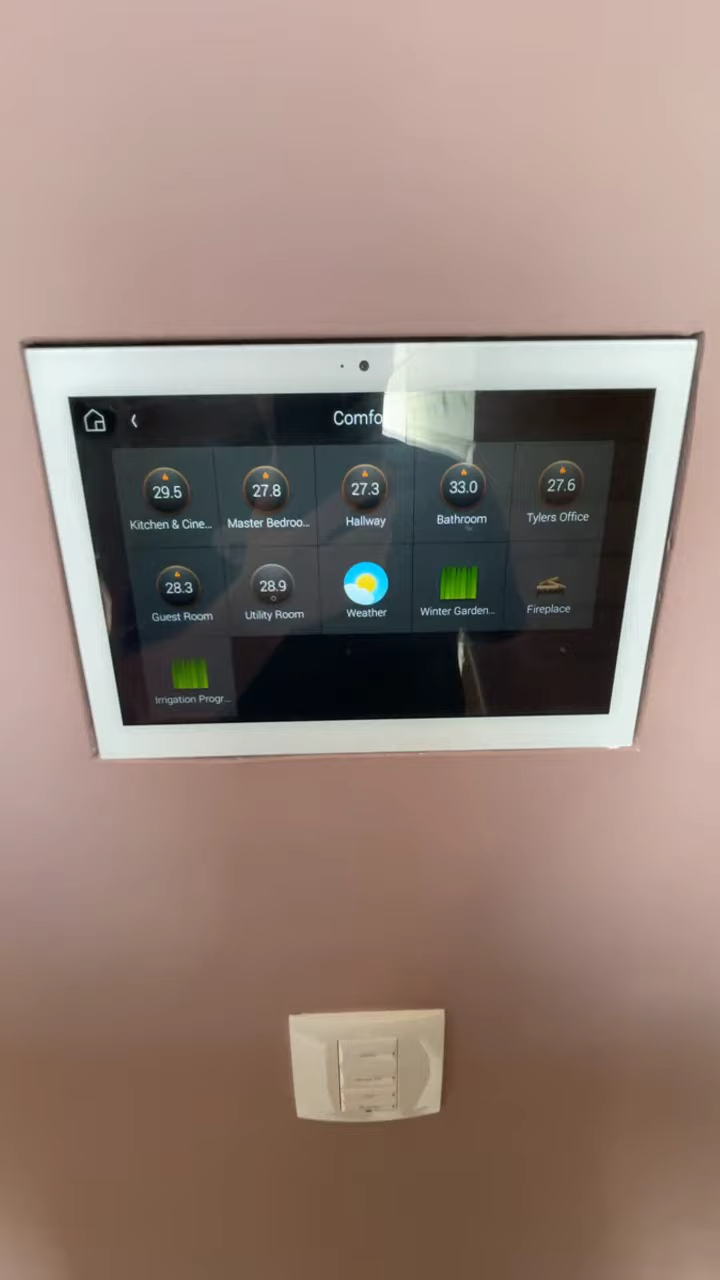 Comfo
29.5 27.8 27.3 33.0 27.6
Kitchen & Cine... Master Bedroo... Hallway Bathroom Tylers Office
28.3 28.9
Guest Room Utility Room Weather Winter Garden... Fireplace
Irrigation Progr...